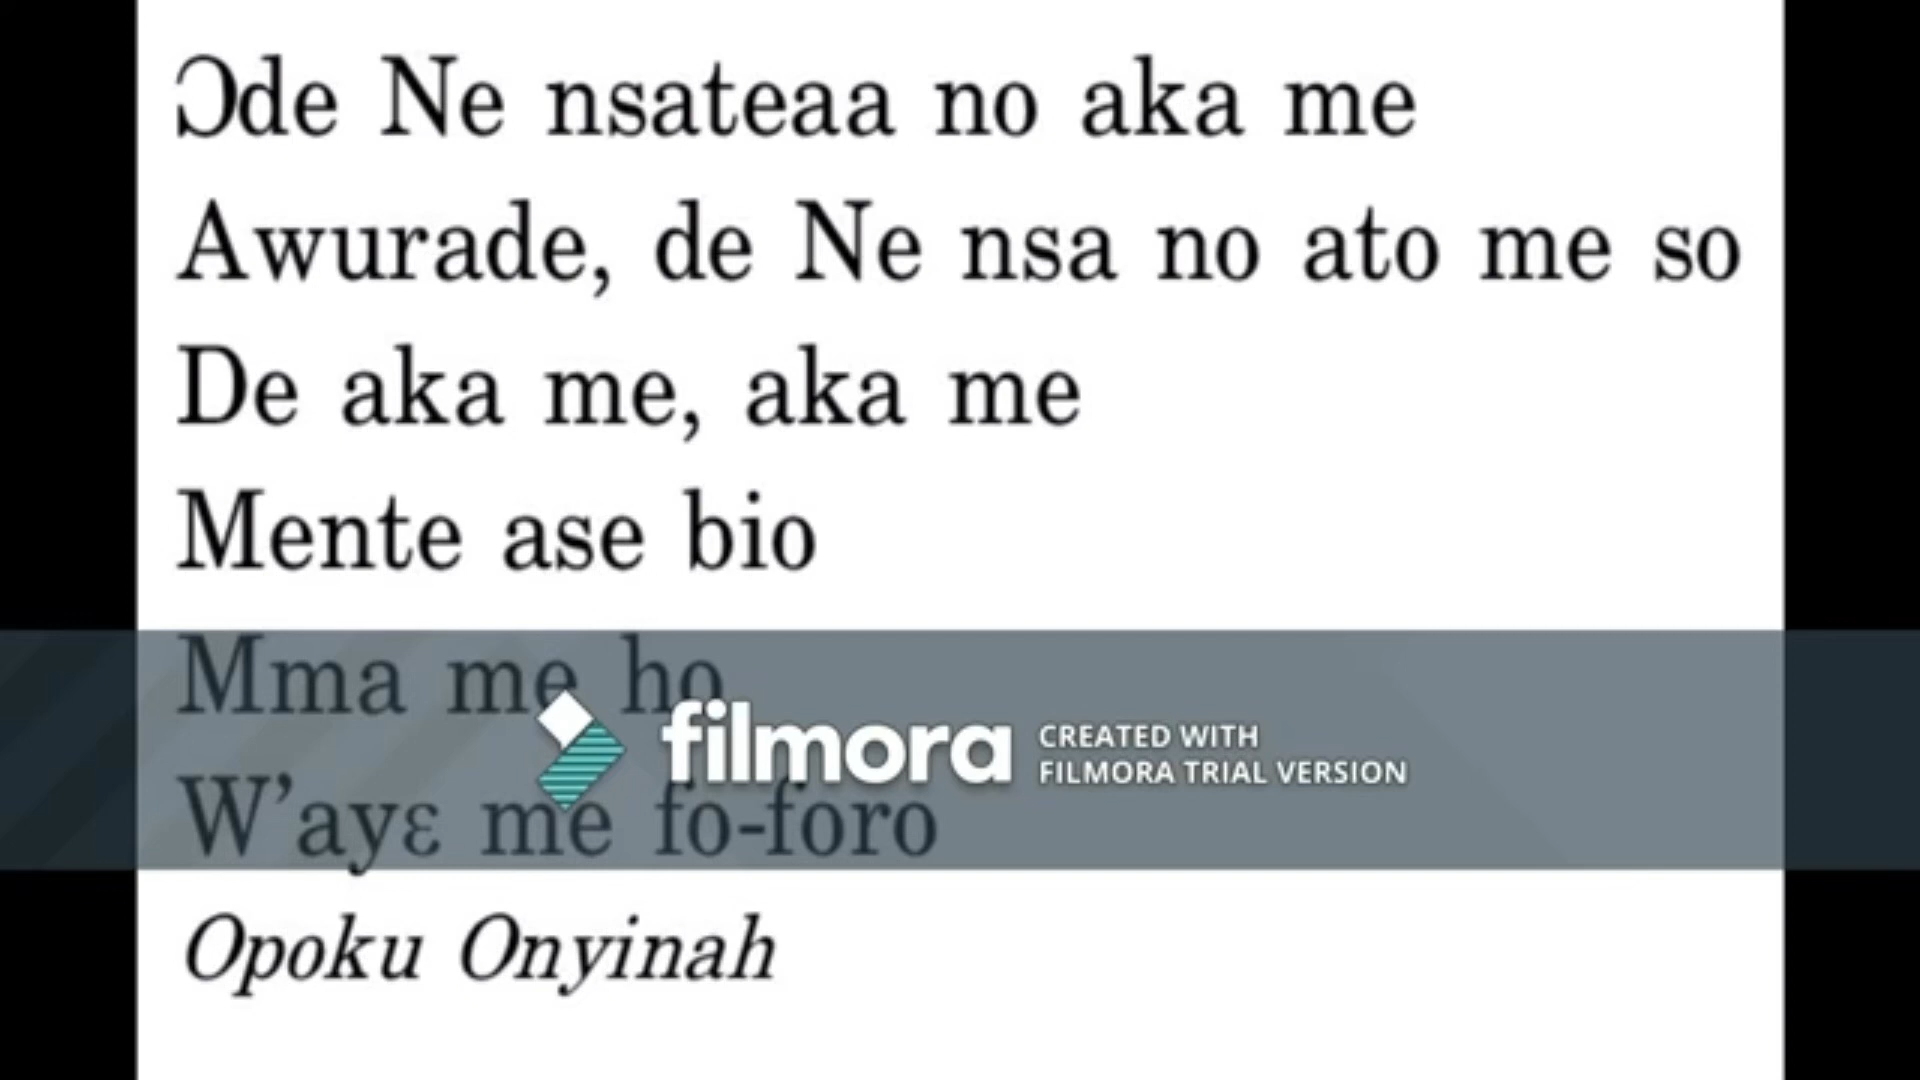 Ɔde Ne nsateaa no aka me
Awurade, de Ne nsa no ato me so
De aka me, aka me
Mente ase bio
Mma me ho
W’ayɛ me fo-foro
filmora
CREATED WITH
FILMORA TRIAL VERSION
Opoku Onyinah